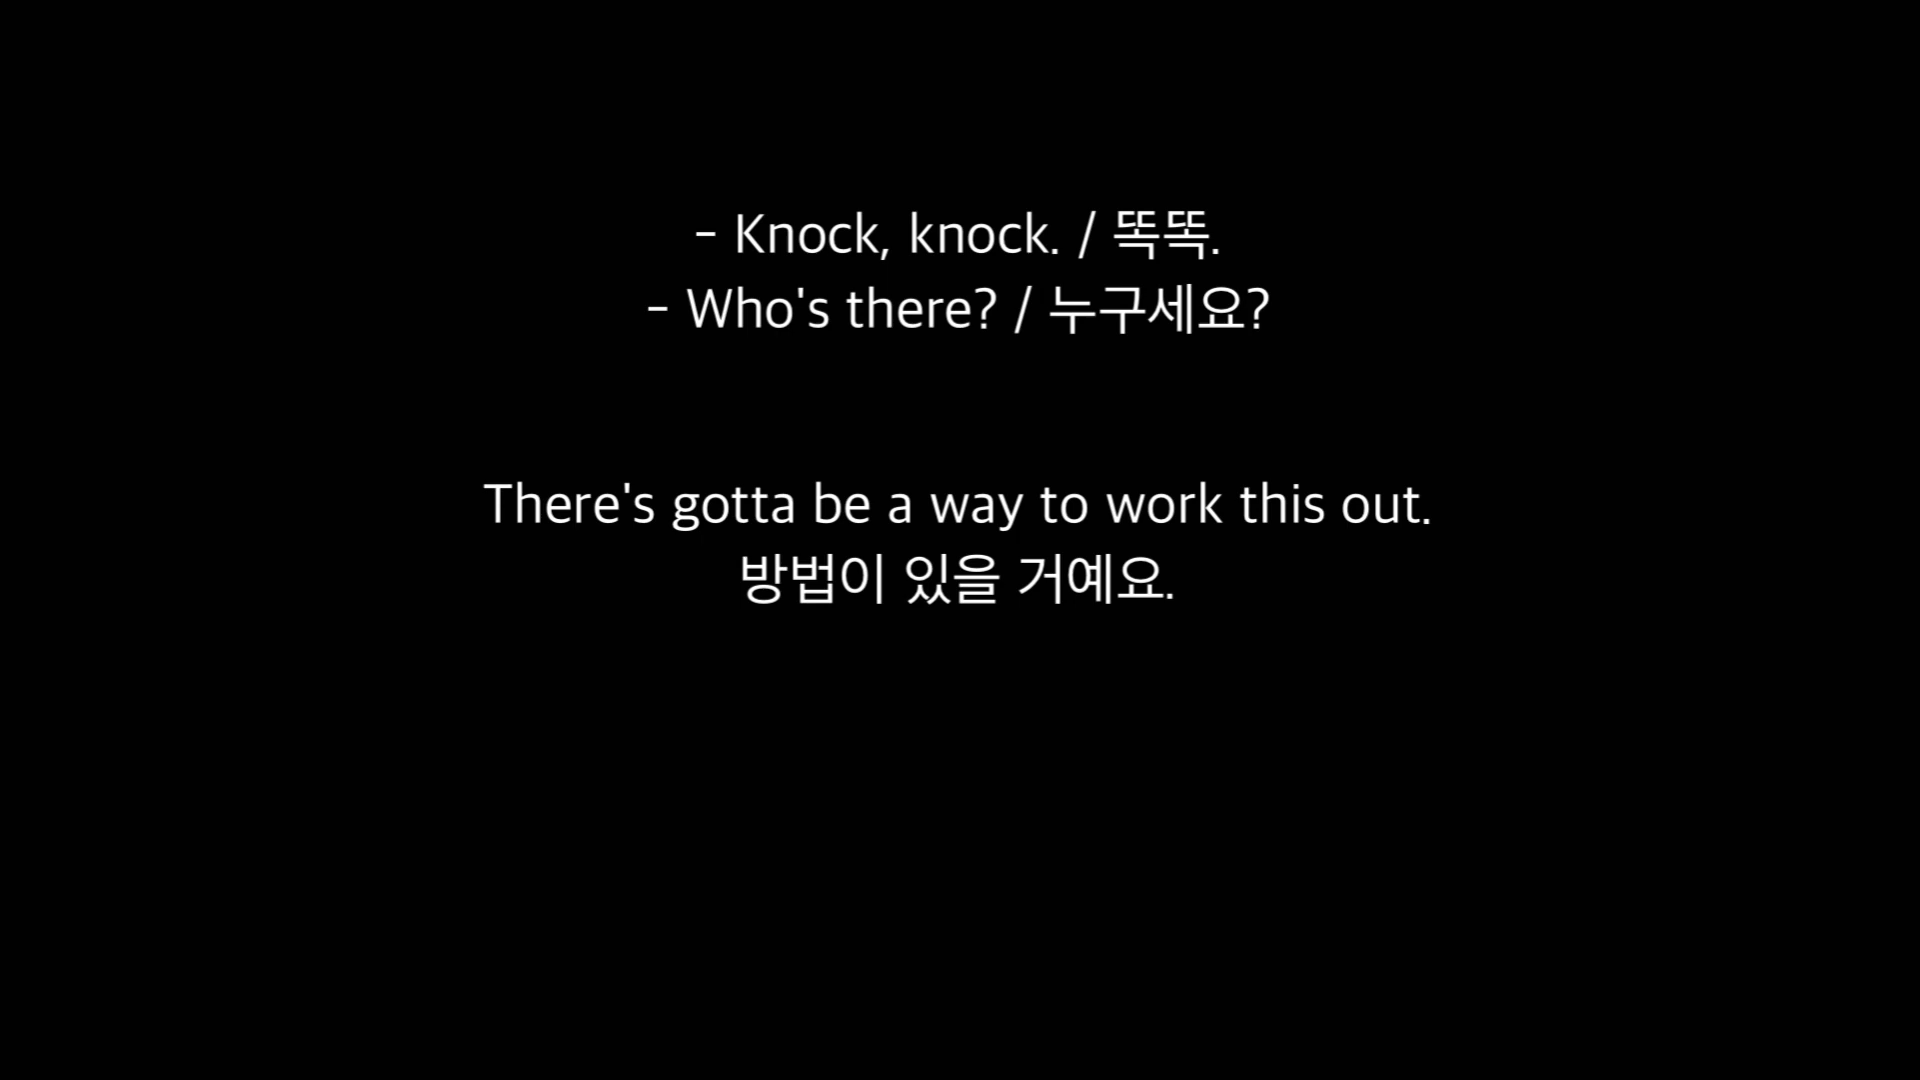 - Knock, knock. / 똑똑.
- Who's there? / 누구세요?
There's gotta be a way to work this out.
방법이 있을 거예요.